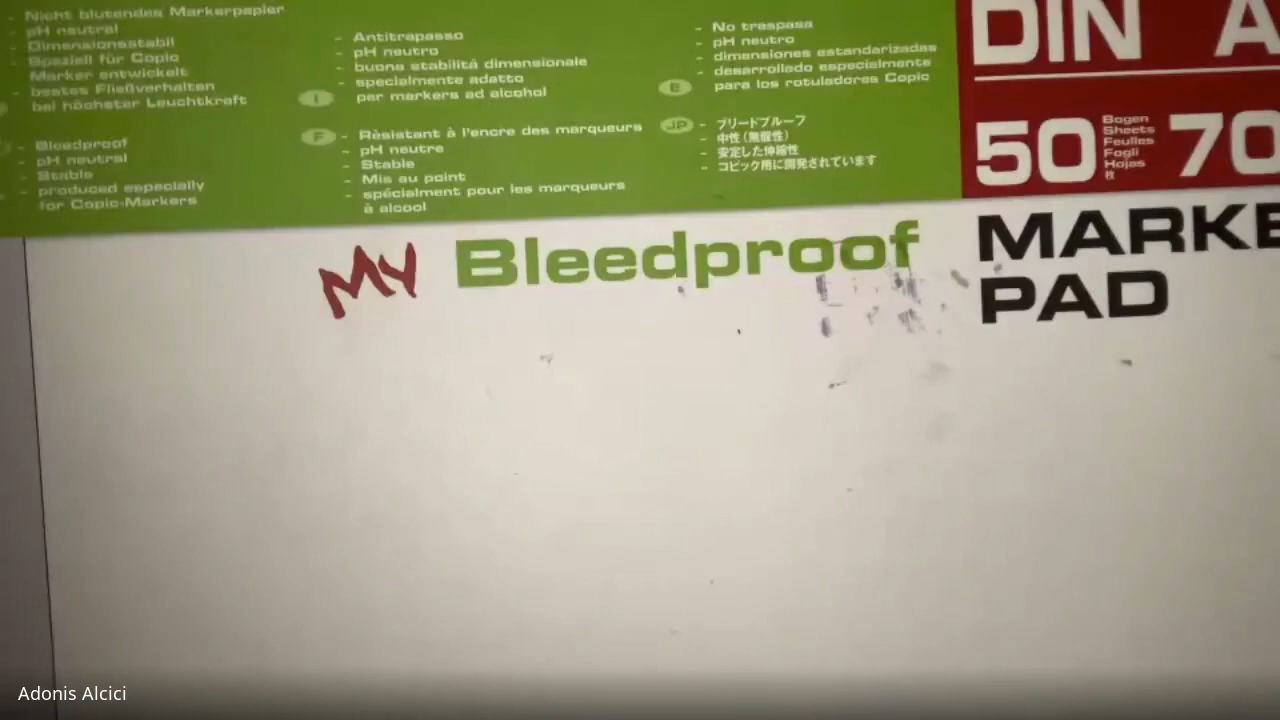 - Nicht blutendes Markerpapier
- pH neutral
- Dimensionsstabil
- Speziell für Copic
Marker entwickelt
- bestes Fließverhalten
bei höchster Leuchtkraft
- Bleedproof
- pH neutral
- Stable
- produced especially
for Copic-Markers
I
- Antitrapasso
- pH neutro
- buona stabilitá dimensionale
- specialmente adatto
per markers ad alcohol
F
- Rèsistant à l'encre des marqueurs
- pH neutre
- Stable
- Mis au point
- spécialment pour les marqueurs
à alcool
E
- No traspasa
- pH neutro
- dimensiones estandarizadas
- desarrollado especialmente
para los rotuladores Copic
JP
- ブリードプルーフ
- 中性（無酸性）
- 安定した伸縮性
- コピック用に開発されています
DIN A
50 Bogen
Sheets
Feuilles
Fogli
Hojas
枚
70
MY Bleedproof
MARKE
PAD
Adonis Alcici